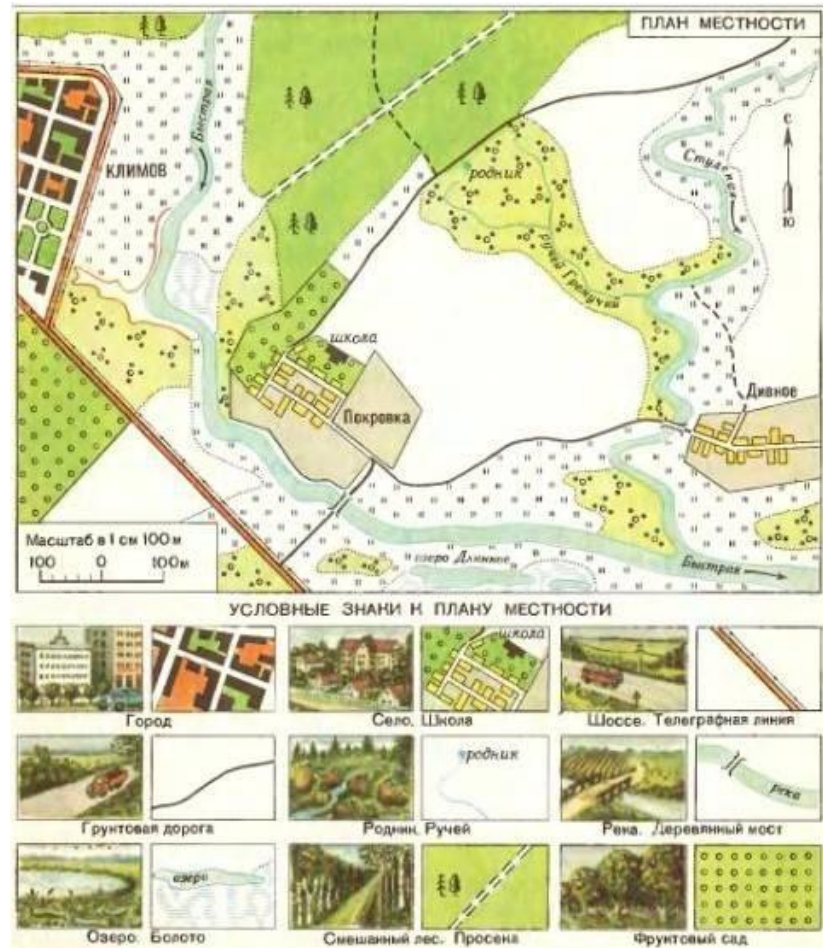 ПЛАН МЕСТНОСТИ
С
Ю
КЛИМОВ
Быстрая
родник
Студеная
ручей Гремучий
школа
Покровка
Дивное
Масштаб в 1 см 100 м
100 0 100 м
озеро Длинное
Быстрая
УСЛОВНЫЕ ЗНАКИ К ПЛАНУ МЕСТНОСТИ
школа
Город
Село. Школа
Шоссе. Телеграфная линия
родник
река
Грунтовая дорога
Родник. Ручей
Река. Деревянный мост
озеро
Озеро. Болото
Смешанный лес. Просека
Фруктовый сад